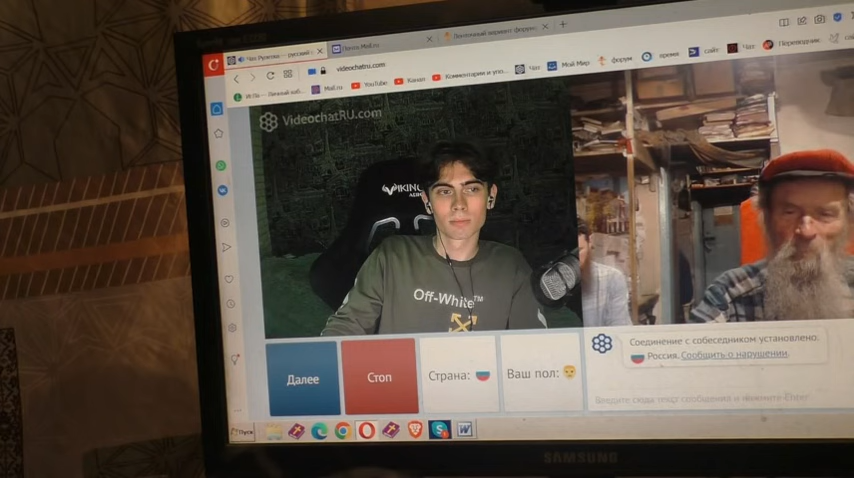 Чат Рулетка — русский
Почта Mail.ru
videochatru.com
Mail.ru
YouTube
Канал
Чат
Мой Мир
форум
время
сайт
Чат
Переводчик
VideochatRU.com
VIKING
Off-White™
Далее
Стоп
Страна:
Ваш пол:
Соединение с собеседником установлено.
Россия. Сообщить о нарушении.
Введите сюда текст сообщения и нажмите Enter
Пуск
SAMSUNG